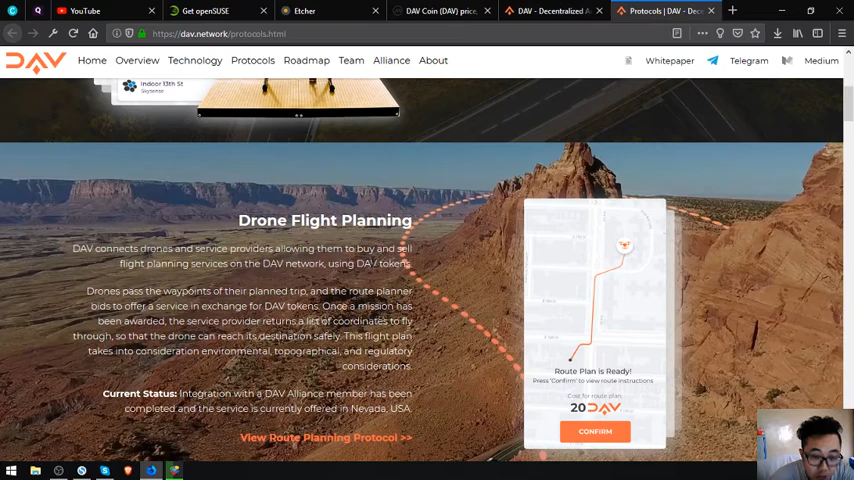 YouTube
Get openSUSE
Etcher
DAV Coin (DAV) price,
DAV - Decentralized A
Protocols | DAV - Dec
https://dav.network/protocols.html
DAV
Home Overview Technology Protocols Roadmap Team Alliance About
Whitepaper Telegram Medium
Indoor 13th St
Skysense
Drone Flight Planning
DAV connects drones and service providers allowing them to buy and sell
flight planning services on the DAV network, using DAV tokens.
Drones pass the waypoints of their planned trip, and the route planner
bids to offer a service in exchange for DAV tokens. Once a mission has
been awarded, the service provider returns a list of coordinates to fly
through, so that the drone can reach its destination safely. This flight plan
takes into consideration environmental, topographical, and regulatory
considerations.
Current Status: Integration with a DAV Alliance member has been
completed and the service is currently offered in Nevada, USA.
View Route Planning Protocol >>
Route Plan is Ready!
Press 'Confirm' to view route instructions
Cost for route plan:
20 DAV
CONFIRM